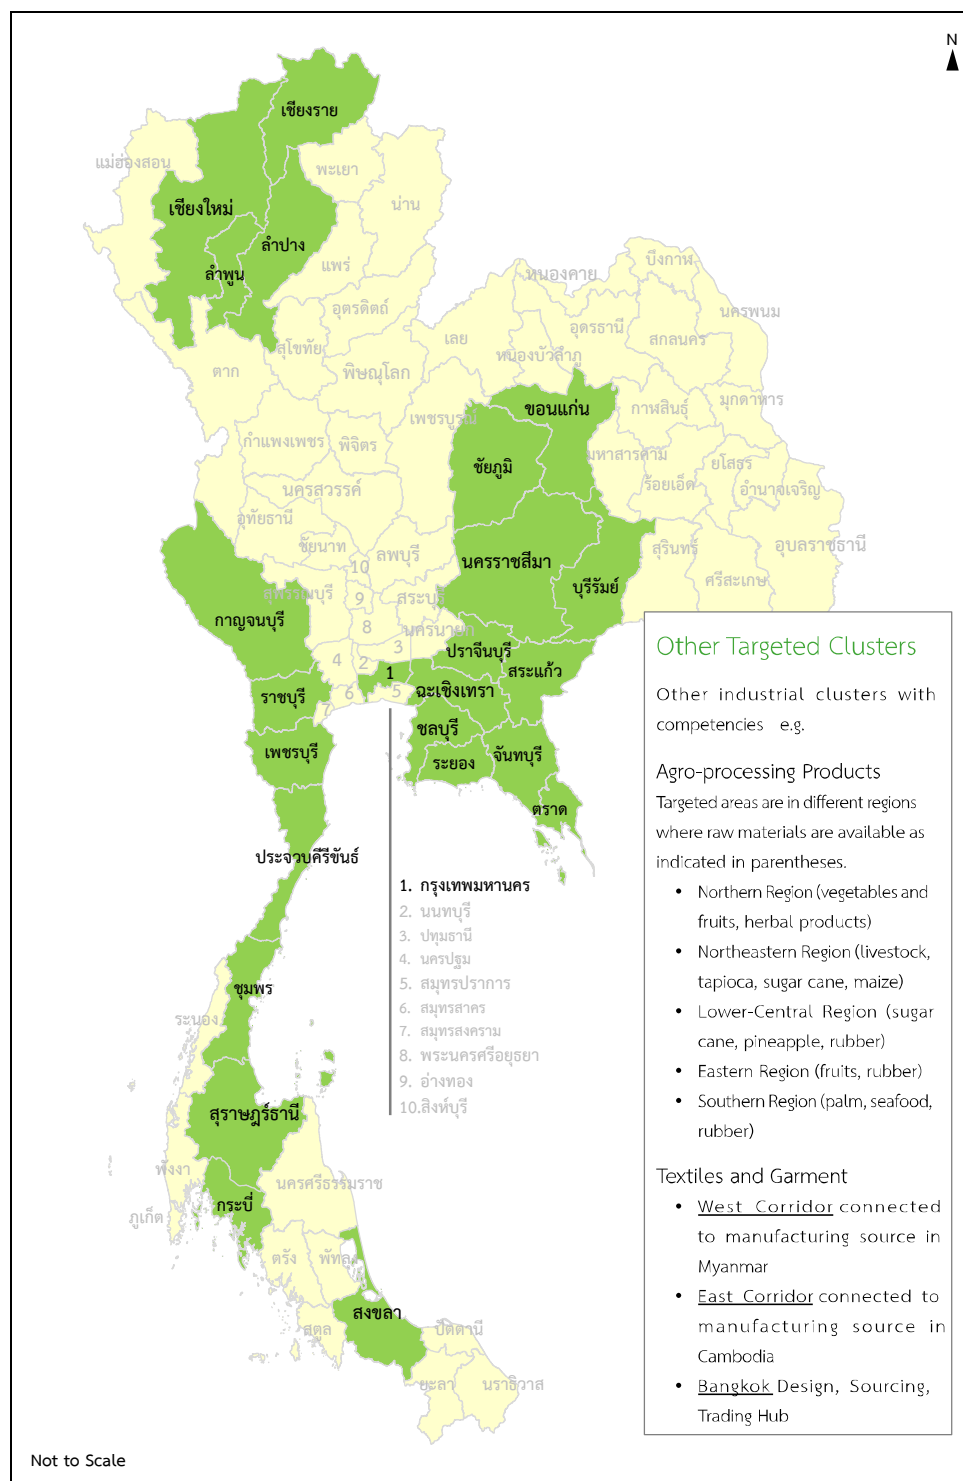 N
เชียงราย
แม่ฮ่องสอน
พะเยา
เชียงใหม่
น่าน
ลำปาง
ลำพูน
แพร่
บึงกาฬ
หนองคาย
อุตรดิตถ์
นครพนม
อุดรธานี
สกลนคร
เลย
สุโขทัย
หนองบัวลำภู
ตาก
พิษณุโลก
มุกดาหาร
ขอนแก่น
กาฬสินธุ์
เพชรบูรณ์
กำแพงเพชร
พิจิตร
มหาสารคาม
ชัยภูมิ
ยโสธร
ร้อยเอ็ด
อำนาจเจริญ
นครสวรรค์
อุทัยธานี
ชัยนาท
ลพบุรี
สุรินทร์
อุบลราชธานี
10
นครราชสีมา
ศรีสะเกษ
บุรีรัมย์
สุพรรณบุรี
9
สระบุรี
กาญจนบุรี
8
นครนายก
3
ปราจีนบุรี
4
2
สระแก้ว
1
ราชบุรี
6
5
ฉะเชิงเทรา
7
ชลบุรี
เพชรบุรี
ระยอง
จันทบุรี
ตราด
ประจวบคีรีขันธ์
1. กรุงเทพมหานคร
2. นนทบุรี
3. ปทุมธานี
4. นครปฐม
5. สมุทรปราการ
6. สมุทรสาคร
7. สมุทรสงคราม
8. พระนครศรีอยุธยา
9. อ่างทอง
10.สิงห์บุรี
ชุมพร
ระนอง
สุราษฎร์ธานี
พังงา
นครศรีธรรมราช
กระบี่
ภูเก็ต
ตรัง
พัทลุง
สงขลา
สตูล
ปัตตานี
ยะลา
นราธิวาส
Other Targeted Clusters
Other industrial clusters with
competencies e.g.
Agro-processing Products
Targeted areas are in different regions
where raw materials are available as
indicated in parentheses.
• Northern Region (vegetables and
fruits, herbal products)
• Northeastern Region (livestock,
tapioca, sugar cane, maize)
• Lower-Central Region (sugar
cane, pineapple, rubber)
• Eastern Region (fruits, rubber)
• Southern Region (palm, seafood,
rubber)
Textiles and Garment
• West Corridor connected
to manufacturing source in
Myanmar
• East Corridor connected to
manufacturing source in
Cambodia
• Bangkok Design, Sourcing,
Trading Hub
Not to Scale